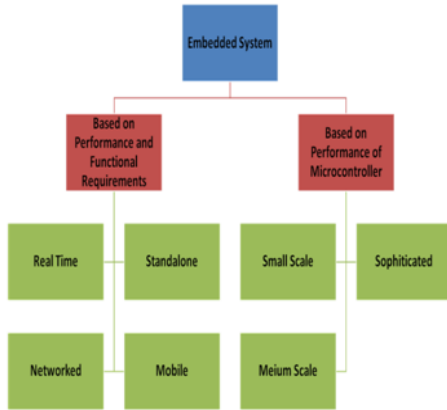 Embedded System
Based on
Performance and
Functional
Requirements
Based on
Performance of
Microcontroller
Real Time
Standalone
Small Scale
Sophiticated
Networked
Mobile
Meium Scale